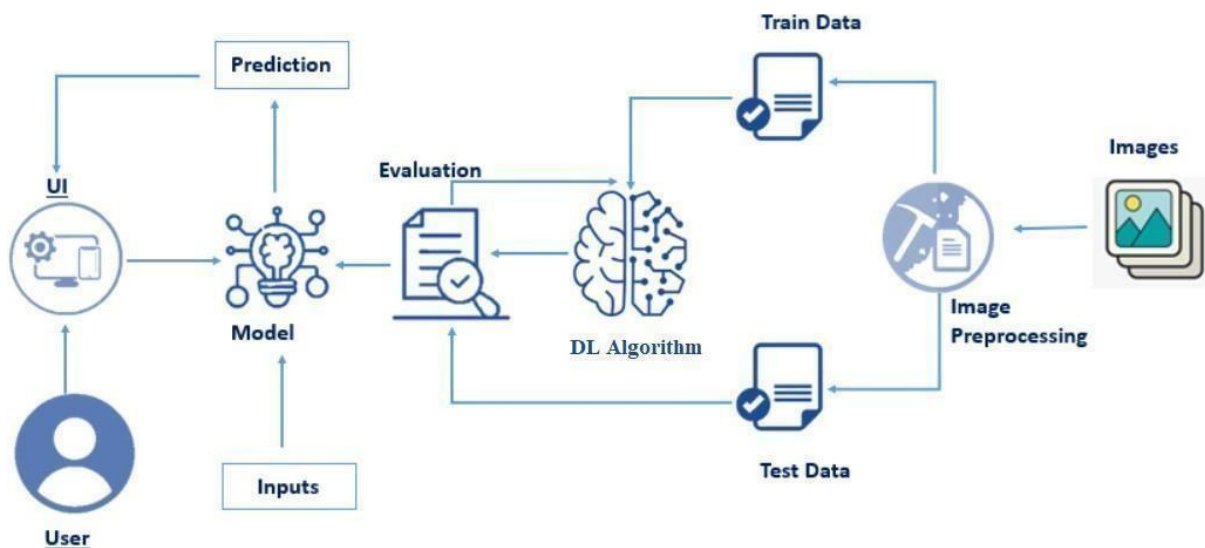 Train Data
Prediction
Images
Evaluation
UI
Model
Image
Preprocessing
DL Algorithm
Test Data
Inputs
User